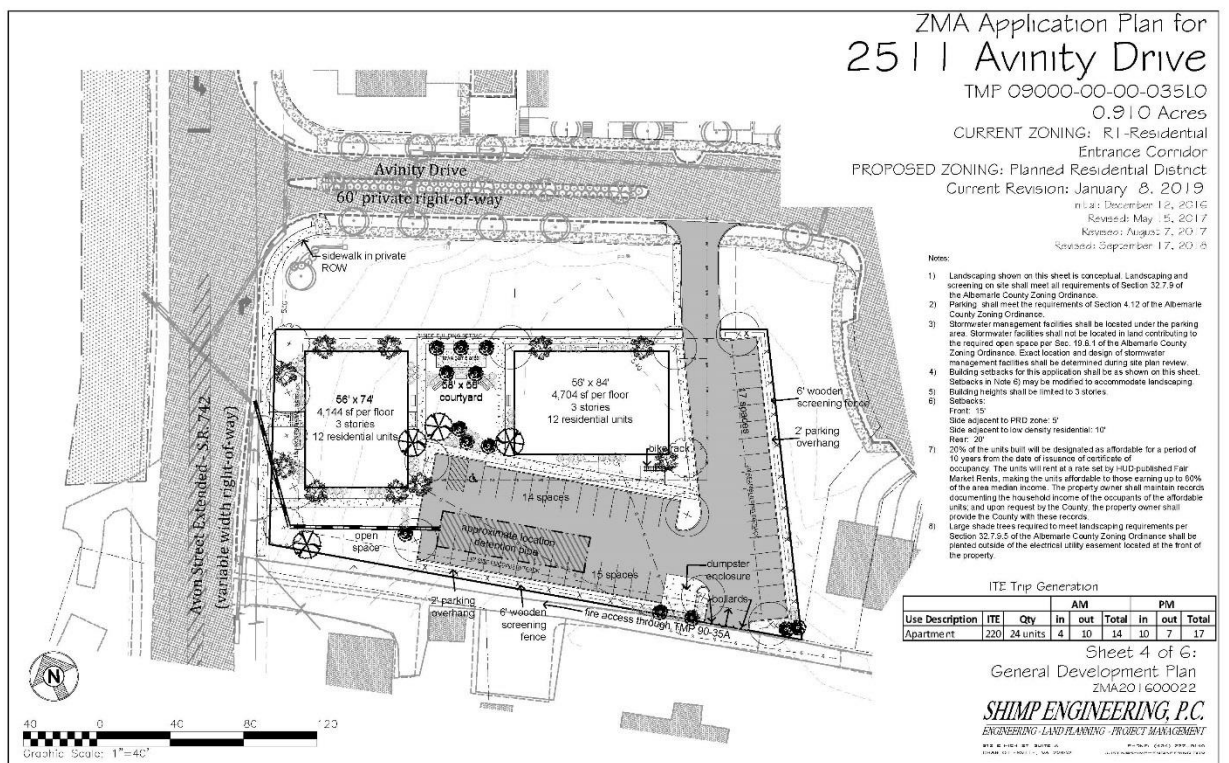 ZMA Application Plan for
2511 Avinity Drive
TMP 09000-00-00-035L0
0.910 Acres
CURRENT ZONING: R1-Residential
Entrance Corridor
PROPOSED ZONING: Planned Residential District
Current Revision: January 8, 2019
Initial: December 12, 2016
Revised: May 15, 2017
Revised: August 7, 2017
Revised: September 17, 2018
Notes:
1) Landscaping shown on this sheet is conceptual. Landscaping and
screening on site shall meet all requirements of Section 32.7.9 of
the Albemarle County Zoning Ordinance.
2) Parking shall meet the requirements of Section 4.12 of the Albemarle
County Zoning Ordinance.
3) Stormwater management facilities shall be located under the parking
area. Stormwater facilities shall not be located in land contributing to
the required open space per Sec. 19.6.1 of the Albemarle County
Zoning Ordinance. Exact location and design of stormwater
management facilities shall be determined during site plan review.
4) Building setbacks for this application shall be as shown on this sheet.
Setbacks in Note 6) may be modified to accommodate landscaping.
5) Building heights shall be limited to 3 stories.
6) Setbacks:
Front: 15'
Side adjacent to PRD zone: 5'
Side adjacent to low density residential: 10'
Rear: 20'
7) 20% of the units built will be designated as affordable for a period of
10 years from the date of issuance of certificate of
occupancy. The units will rent at a rate set by HUD-published Fair
Market Rents, making the units affordable to those earning up to 60%
of the area median income. The property owner shall maintain records
documenting the household income of the occupants of the affordable
units; and upon request by the County, the property owner shall
provide the County with these records.
8) Large shade trees required to meet landscaping requirements per
Section 32.7.9.5 of the Albemarle County Zoning Ordinance shall be
planted outside of the electrical utility easement located at the front of
the property.
ITE Trip Generation
AM PM
Use Description ITE Qty in out Total in out Total
Apartment 220 24 units 4 10 14 10 7 17
Sheet 4 of 6:
General Development Plan
ZMA201600022
SHIMP ENGINEERING, P.C.
ENGINEERING - LAND PLANNING - PROJECT MANAGEMENT
Avinity Drive
60' private right-of-way
sidewalk in private
ROW
Avon Street Extended - S.R. 742
(variable width right-of-way)
56' x 74'
4,144 sf per floor
3 stories
12 residential units
58' x 56'
courtyard
56' x 84'
4,704 sf per floor
3 stories
12 residential units
bike rack
17 spaces
6' wooden
screening fence
2' parking
overhang
14 spaces
approximate location
detention pipe
15 spaces
open
space
dumpster
enclosure
bollards
2' parking
overhang
6' wooden
screening
fence
fire access through TMP 90-35A
N
40 0 40 80 120
Graphic Scale: 1"=40'